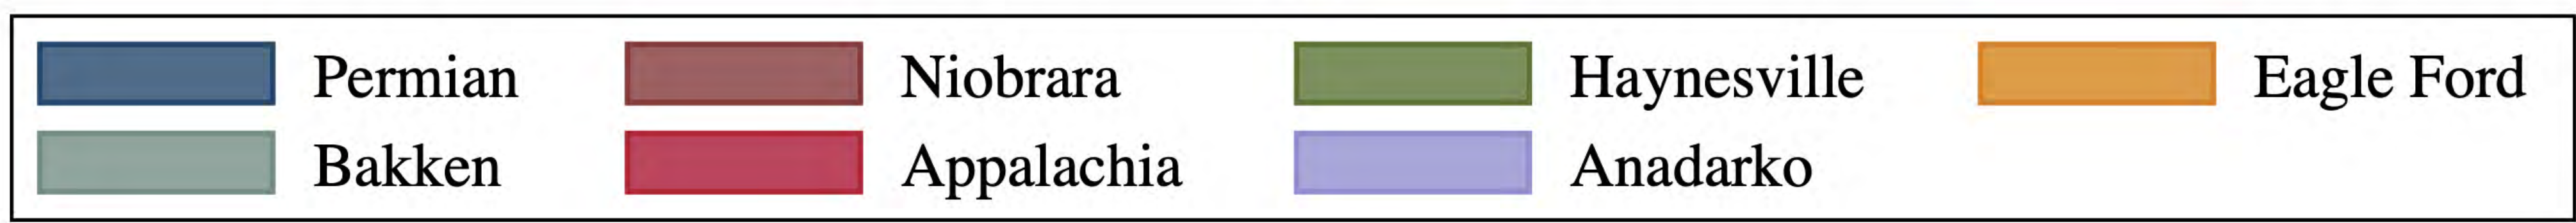 Permian Niobrara Haynesville Eagle Ford
Bakken Appalachia Anadarko